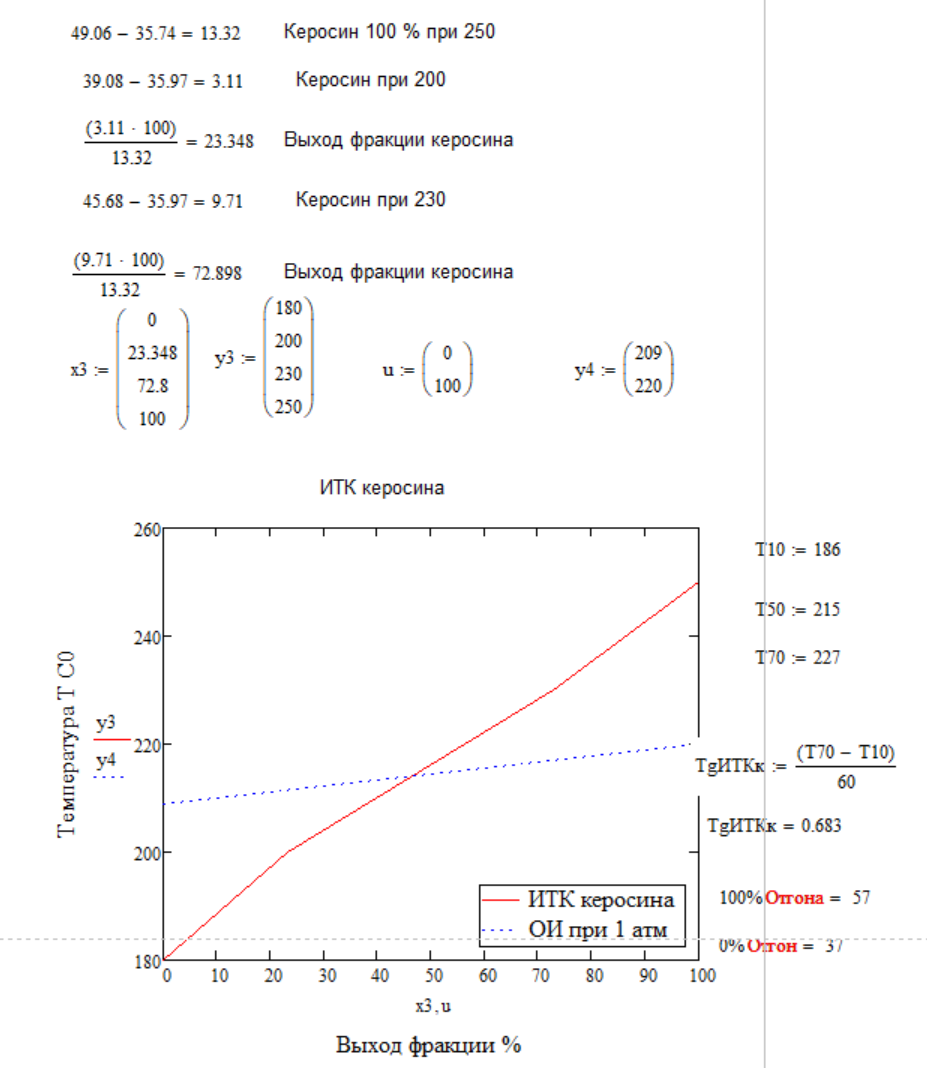 49.06 − 35.74 = 13.32 Керосин 100 % при 250
39.08 − 35.97 = 3.11 Керосин при 200
(3.11 · 100)
13.32
= 23.348 Выход фракции керосина
45.68 − 35.97 = 9.71 Керосин при 230
(9.71 · 100)
13.32
= 72.898 Выход фракции керосина
x3 :=
0
23.348
72.8
100
y3 :=
180
200
230
250
u :=
0
100
y4 :=
209
220
ИТК керосина
260
240
220
200
180
Температура T C0
y3
y4
ИТК керосина
ОИ при 1 атм
0 10 20 30 40 50 60 70 80 90 100
x3, u
Выход фракции %
T10 := 186
T50 := 215
T70 := 227
TgИТКк :=
(T70 − T10)
60
TgИТКк = 0.683
100%Отгона = 57
0%Отгон = 37